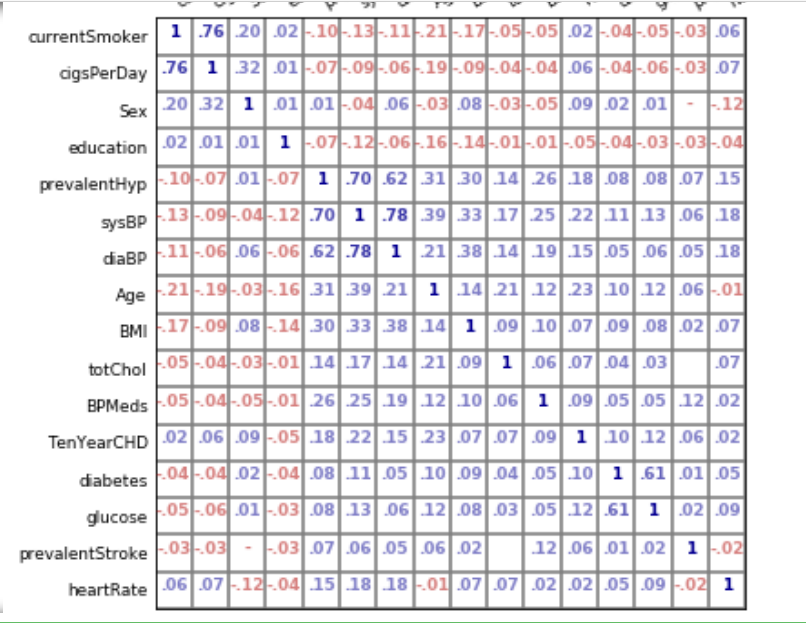 currentSmoker 1 .76 .20 .02 -.10 -.13 -.11 -.21 -.17 -.05 -.05 .02 -.04 -.05 -.03 .06
cigsPerDay .76 1 .32 .01 -.07 -.09 -.06 -.19 -.09 -.04 -.04 .06 -.04 -.06 -.03 .07
Sex .20 .32 1 .01 .01 -.04 .06 -.03 .08 -.03 -.05 .09 .02 .01 - -.12
education .02 .01 .01 1 -.07 -.12 -.06 -.16 -.14 -.01 -.01 -.05 -.04 -.03 -.03 -.04
prevalentHyp -.10 -.07 .01 -.07 1 .70 .62 .31 .30 .14 .26 .18 .08 .08 .07 .15
sysBP -.13 -.09 -.04 -.12 .70 1 .78 .39 .33 .17 .25 .22 .11 .13 .06 .18
diaBP -.11 -.06 .06 -.06 .62 .78 1 .21 .38 .14 .19 .15 .05 .06 .05 .18
Age -.21 -.19 -.03 -.16 .31 .39 .21 1 .14 .21 .12 .23 .10 .12 .06 -.01
BMI -.17 -.09 .08 -.14 .30 .33 .38 .14 1 .09 .10 .07 .09 .08 .02 .07
totChol -.05 -.04 -.03 -.01 .14 .17 .14 .21 .09 1 .06 .07 .04 .03 .07
BPMeds -.05 -.04 -.05 -.01 .26 .25 .19 .12 .10 .06 1 .09 .05 .05 .12 .02
TenYearCHD .02 .06 .09 -.05 .18 .22 .15 .23 .07 .07 .09 1 .10 .12 .06 .02
diabetes -.04 -.04 .02 -.04 .08 .11 .05 .10 .09 .04 .05 .10 1 .61 .01 .05
glucose -.05 -.06 .01 -.03 .08 .13 .06 .12 .08 .03 .05 .12 .61 1 .02 .09
prevalentStroke -.03 -.03 - -.03 .07 .06 .05 .06 .02 .12 .06 .01 .02 1 -.02
heartRate .06 .07 -.12 -.04 .15 .18 .18 -.01 .07 .07 .02 .02 .05 .09 -.02 1